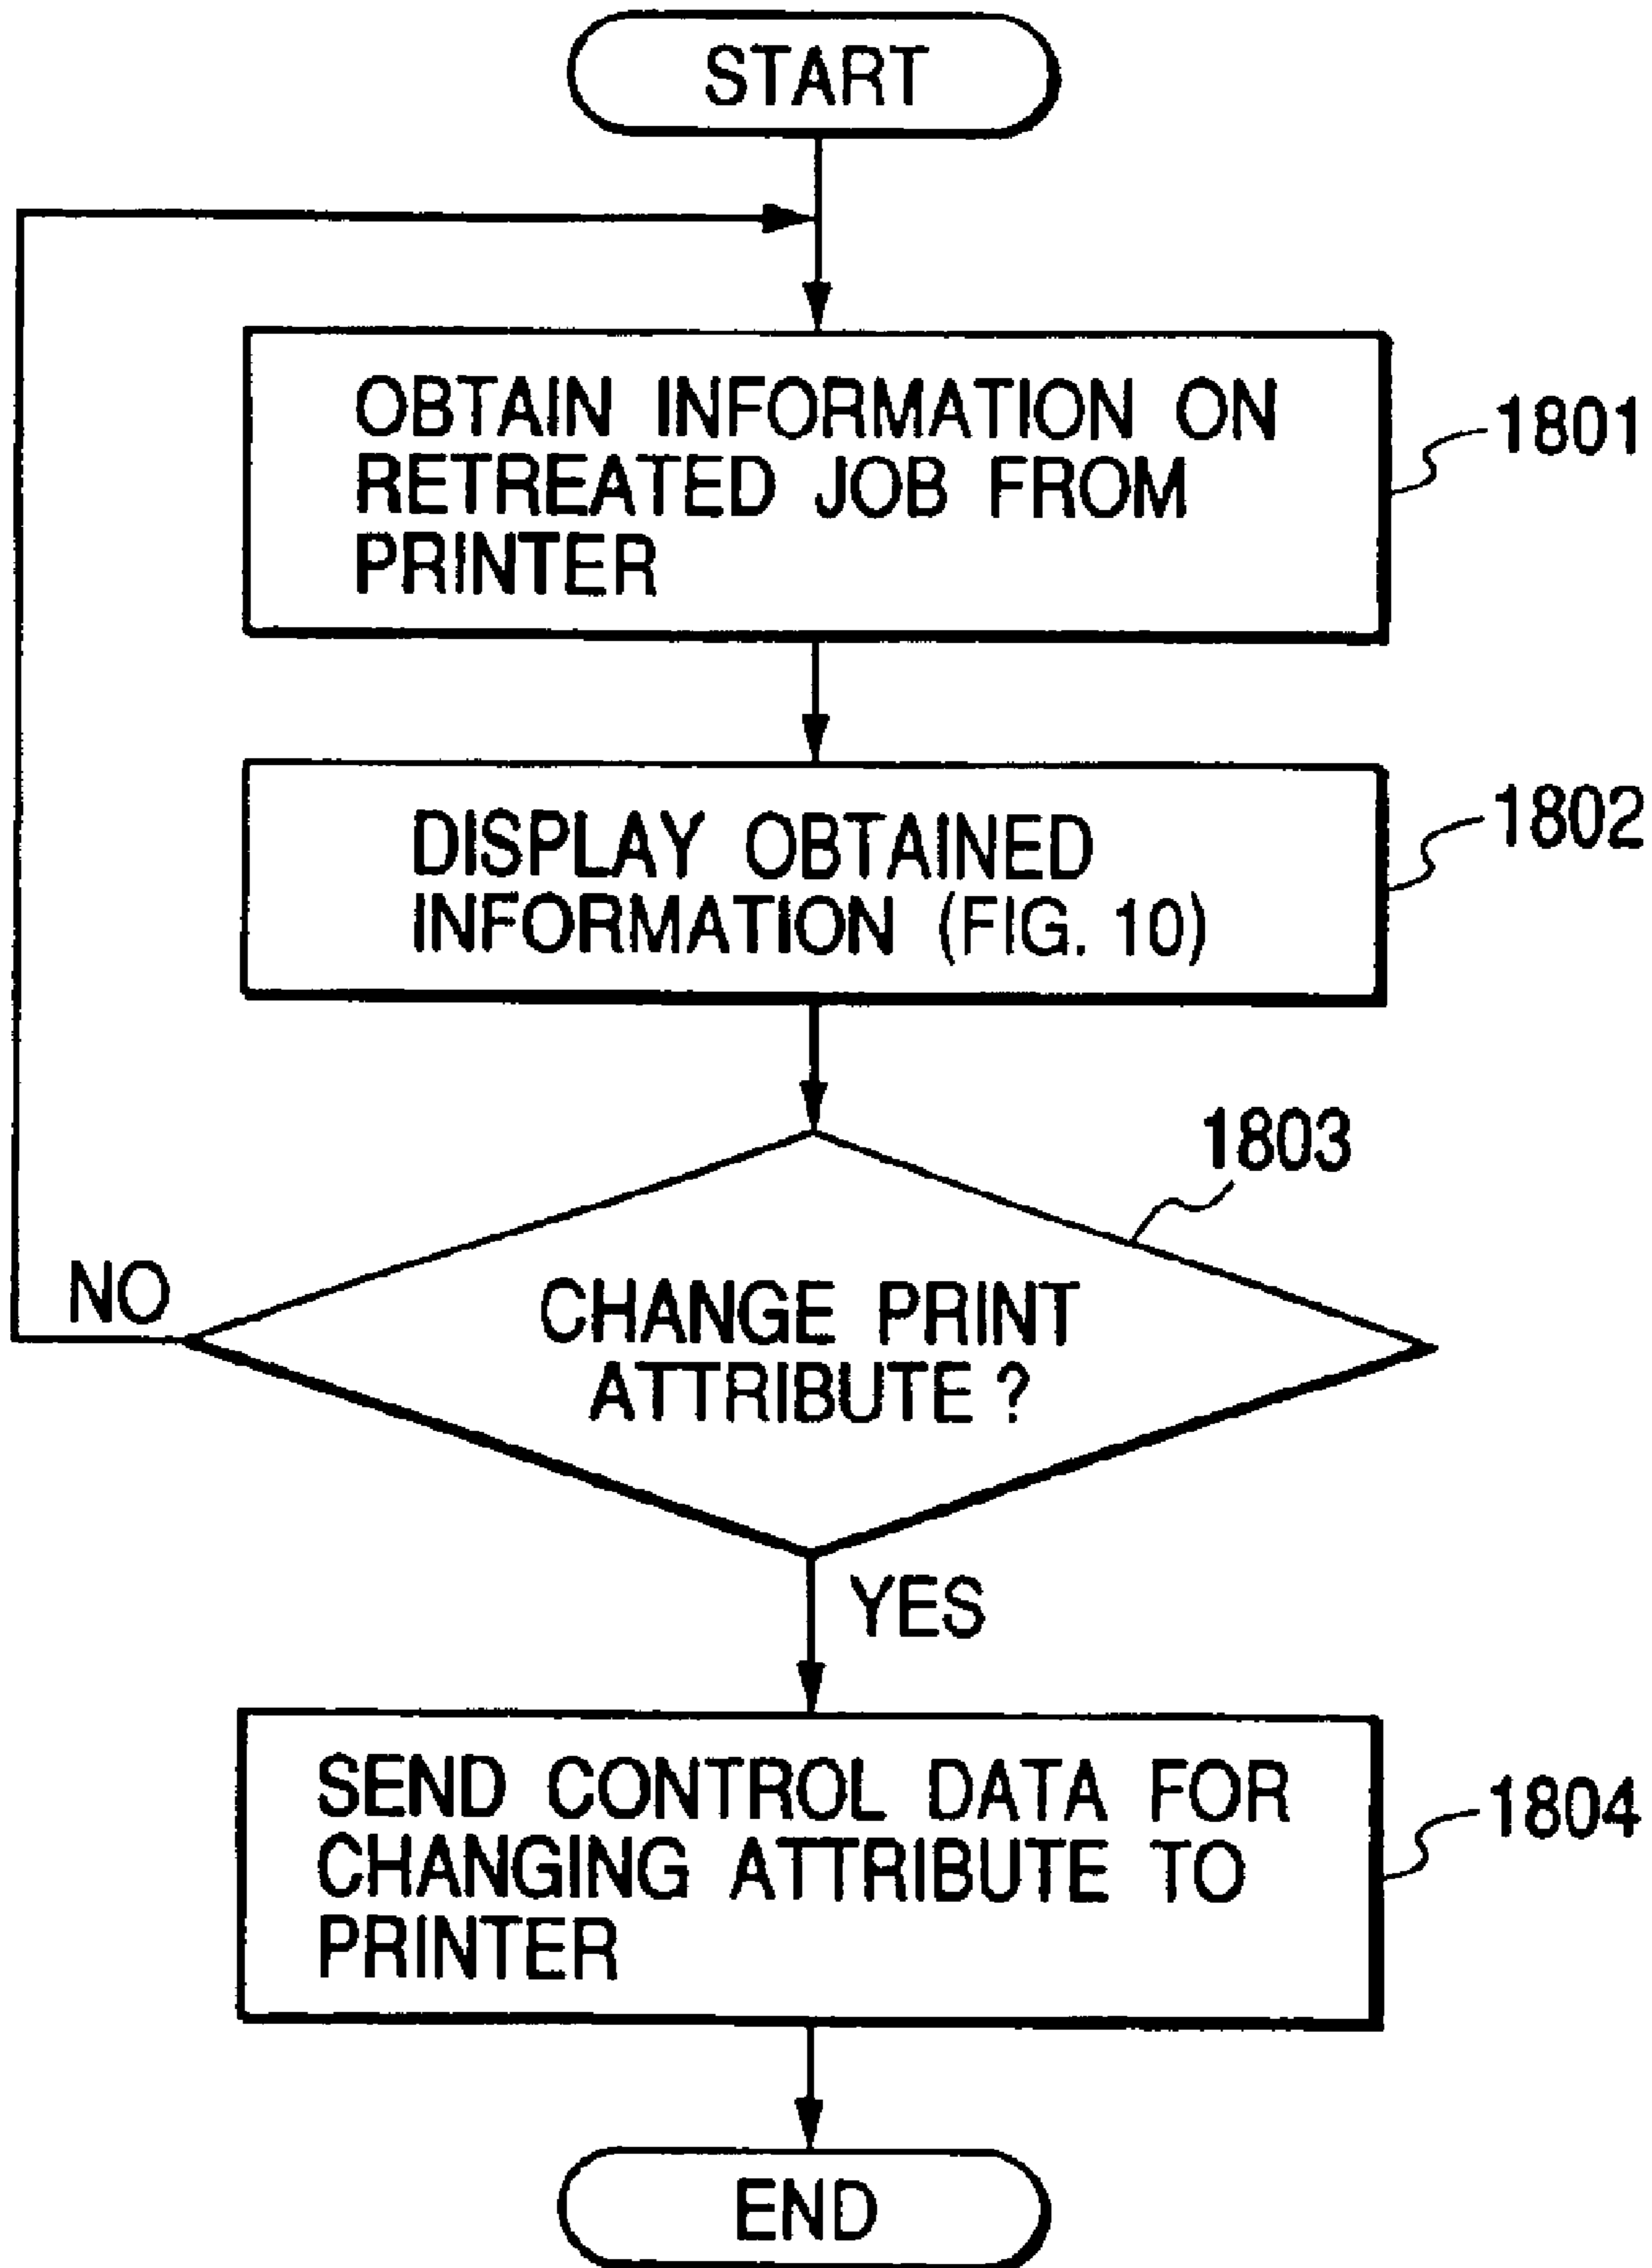 START
OBTAIN INFORMATION ON
RETREATED JOB FROM
PRINTER
1801
DISPLAY OBTAINED
INFORMATION (FIG. 10)
1802
1803
CHANGE PRINT
ATTRIBUTE ?
NO
YES
SEND CONTROL DATA FOR
CHANGING ATTRIBUTE TO
PRINTER
1804
END